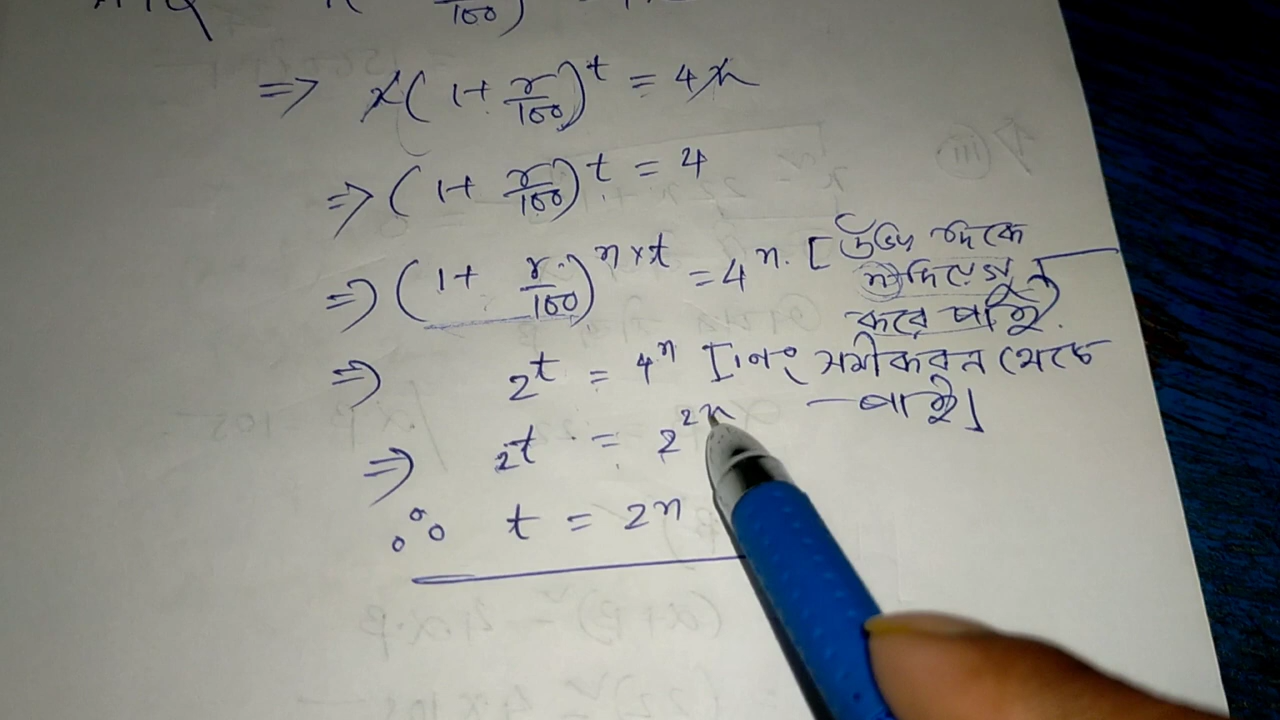 ⇒ x(1+ r/100)^t = 4x
⇒ (1+ r/100)^t = 4
⇒ (1+ r/100)^(n×t) = 4^n. [উভয় দিকে
n দিয়ে গুন
করে পাই।
⇒ 2^t = 4^n [1নং সমীকরন থেকে
পাই]
⇒ 2^t = 2^(2n)
∴ t = 2n